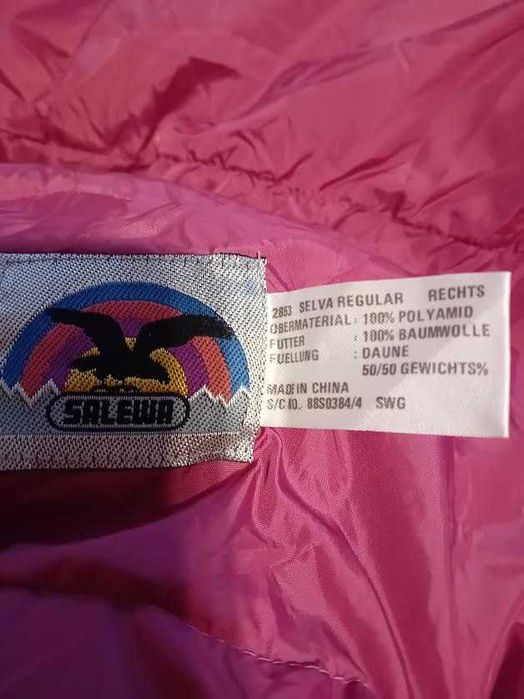 SALEWA
2853 SELVA REGULAR RECHTS
OBERMATERIAL : 100% POLYAMID
FUTTER : 100% BAUMWOLLE
FUELLUNG : DAUNE
50/50 GEWICHTS%
MADE IN CHINA
S/C NO.. 88S0384/4 SWG